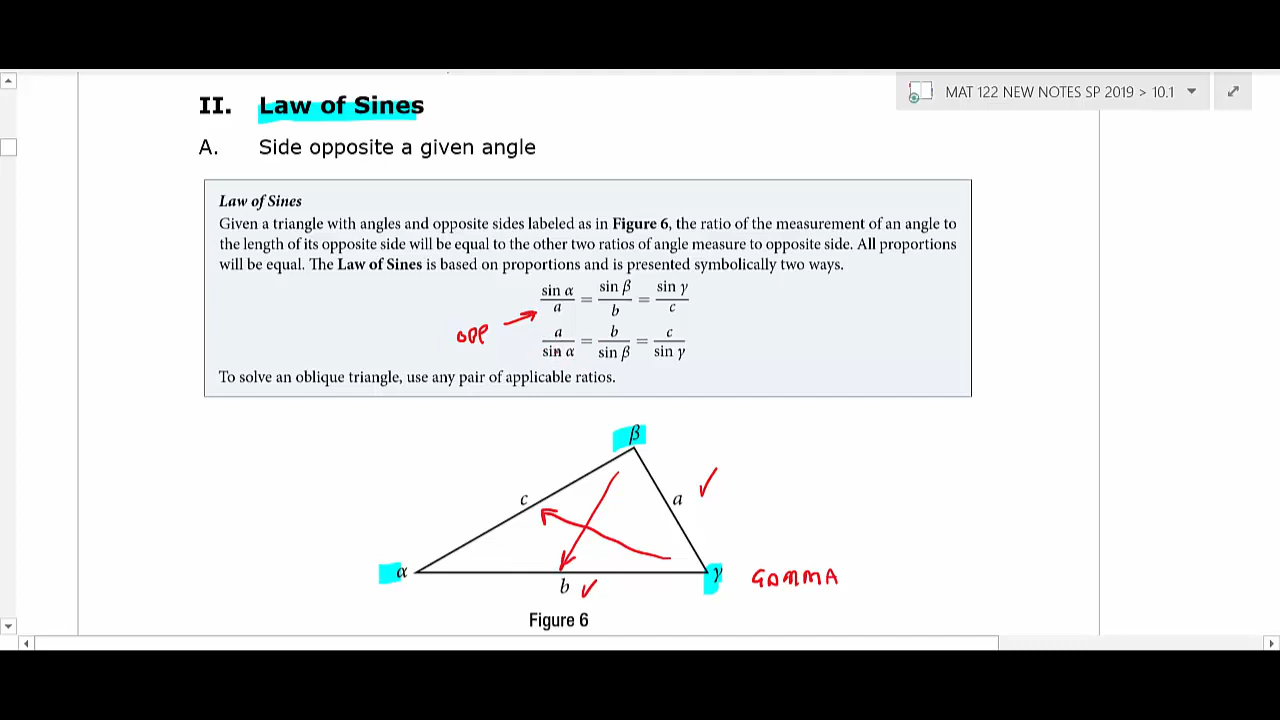 MAT 122 NEW NOTES SP 2019 > 10.1
II. Law of Sines
A. Side opposite a given angle
Law of Sines
Given a triangle with angles and opposite sides labeled as in Figure 6, the ratio of the measurement of an angle to
the length of its opposite side will be equal to the other two ratios of angle measure to opposite side. All proportions
will be equal. The Law of Sines is based on proportions and is presented symbolically two ways.
sin α / a = sin β / b = sin γ / c
OPP
a / sin α = b / sin β = c / sin γ
To solve an oblique triangle, use any pair of applicable ratios.
β
c a
α γ GAMMA
b
Figure 6